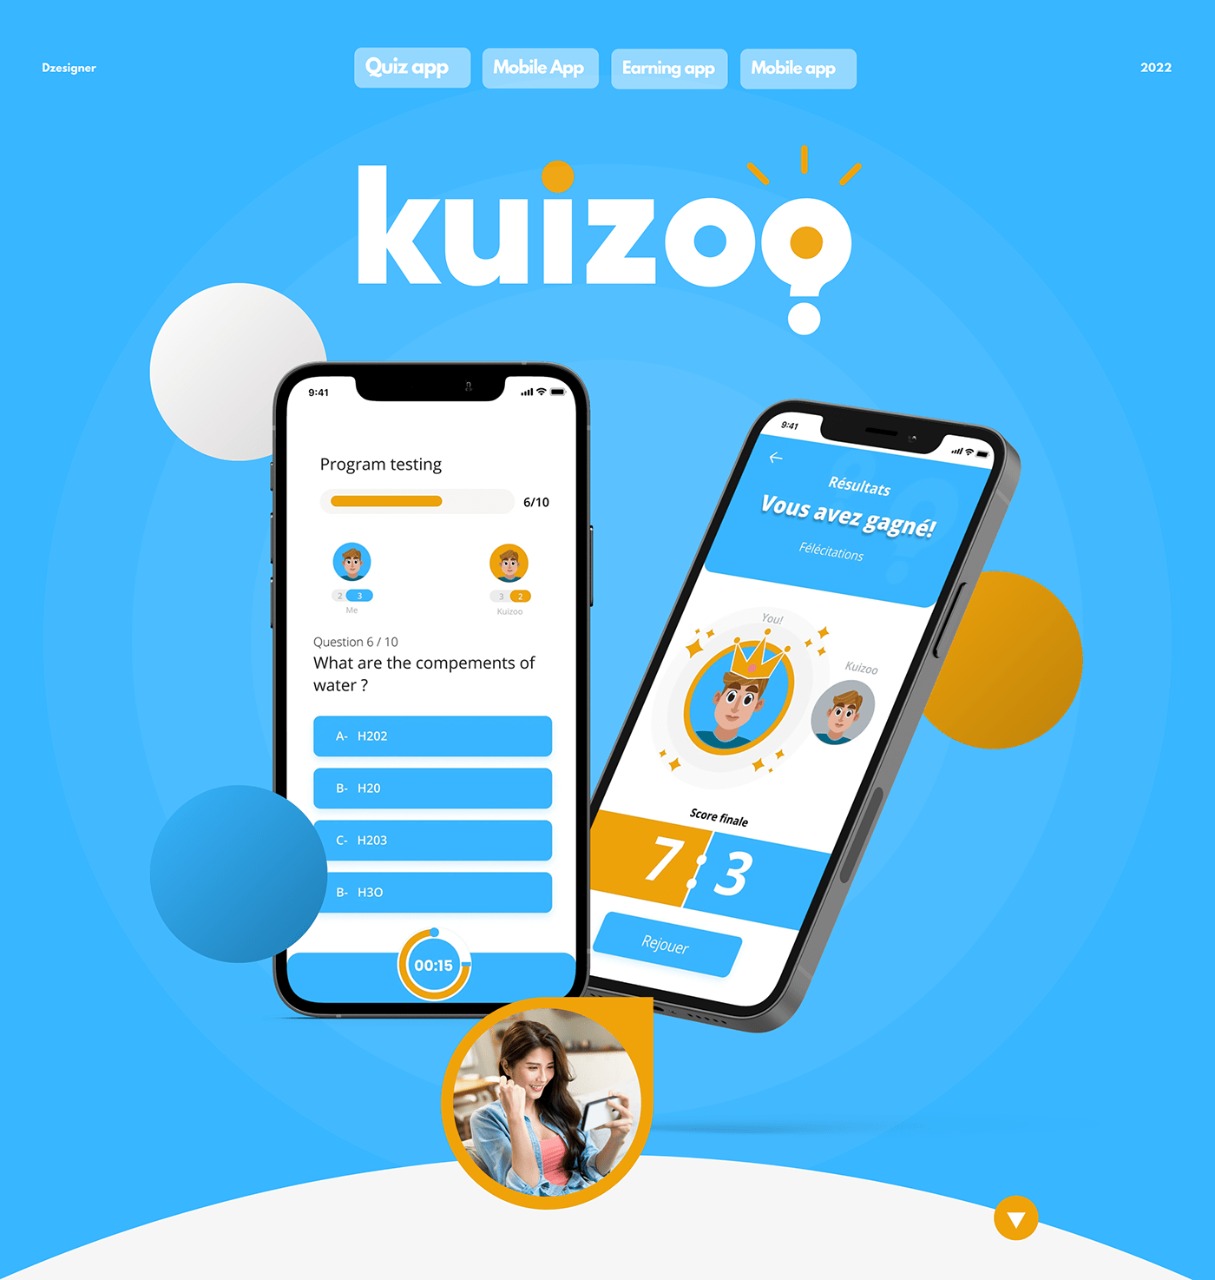 Dzesigner
Quiz app
Mobile App
Earning app
Mobile app
2022
kuizoo
9:41
Program testing
6/10
2 3
Me
3 2
Kuizoo
Question 6 / 10
What are the compements of
water ?
A- H202
B- H20
C- H203
B- H3O
00:15
9:41
Résultats
Vous avez gagné!
Félécitations
You!
Kuizoo
Score finale
7 : 3
Rejouer